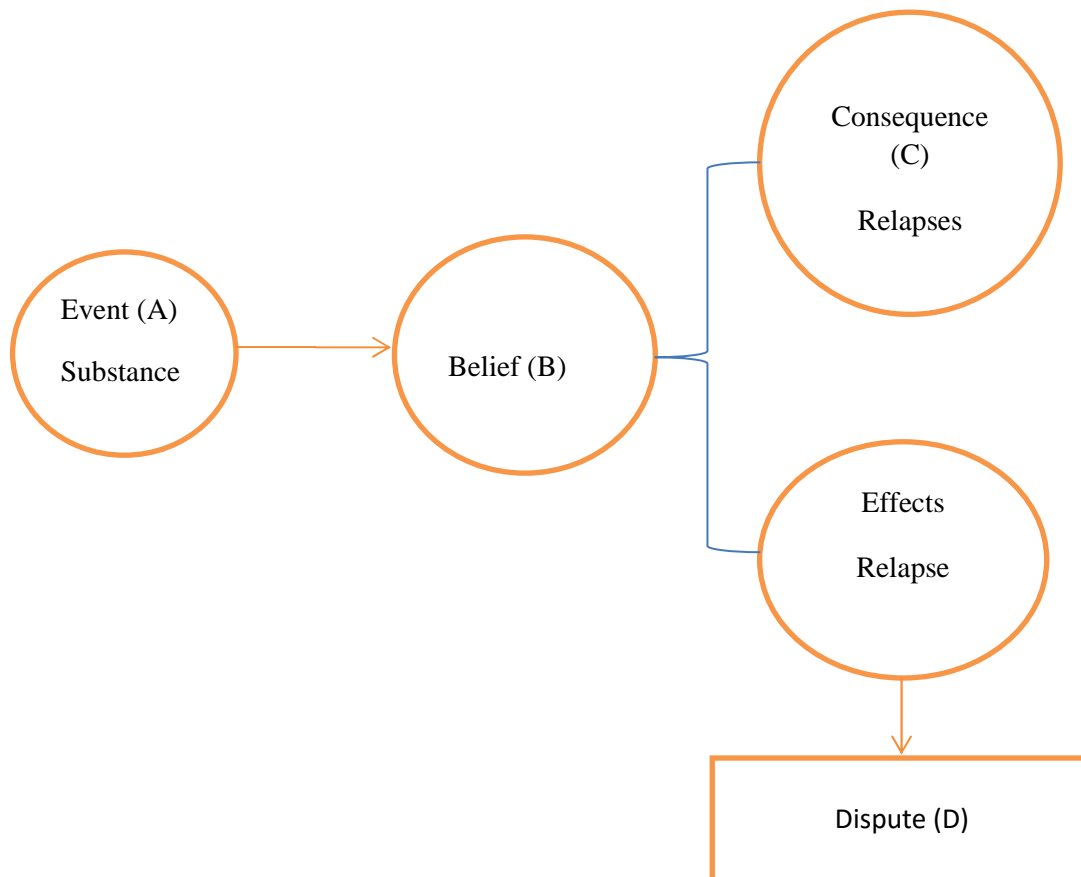 Event (A)
Substance
Belief (B)
Consequence
(C)
Relapses
Effects
Relapse
Dispute (D)